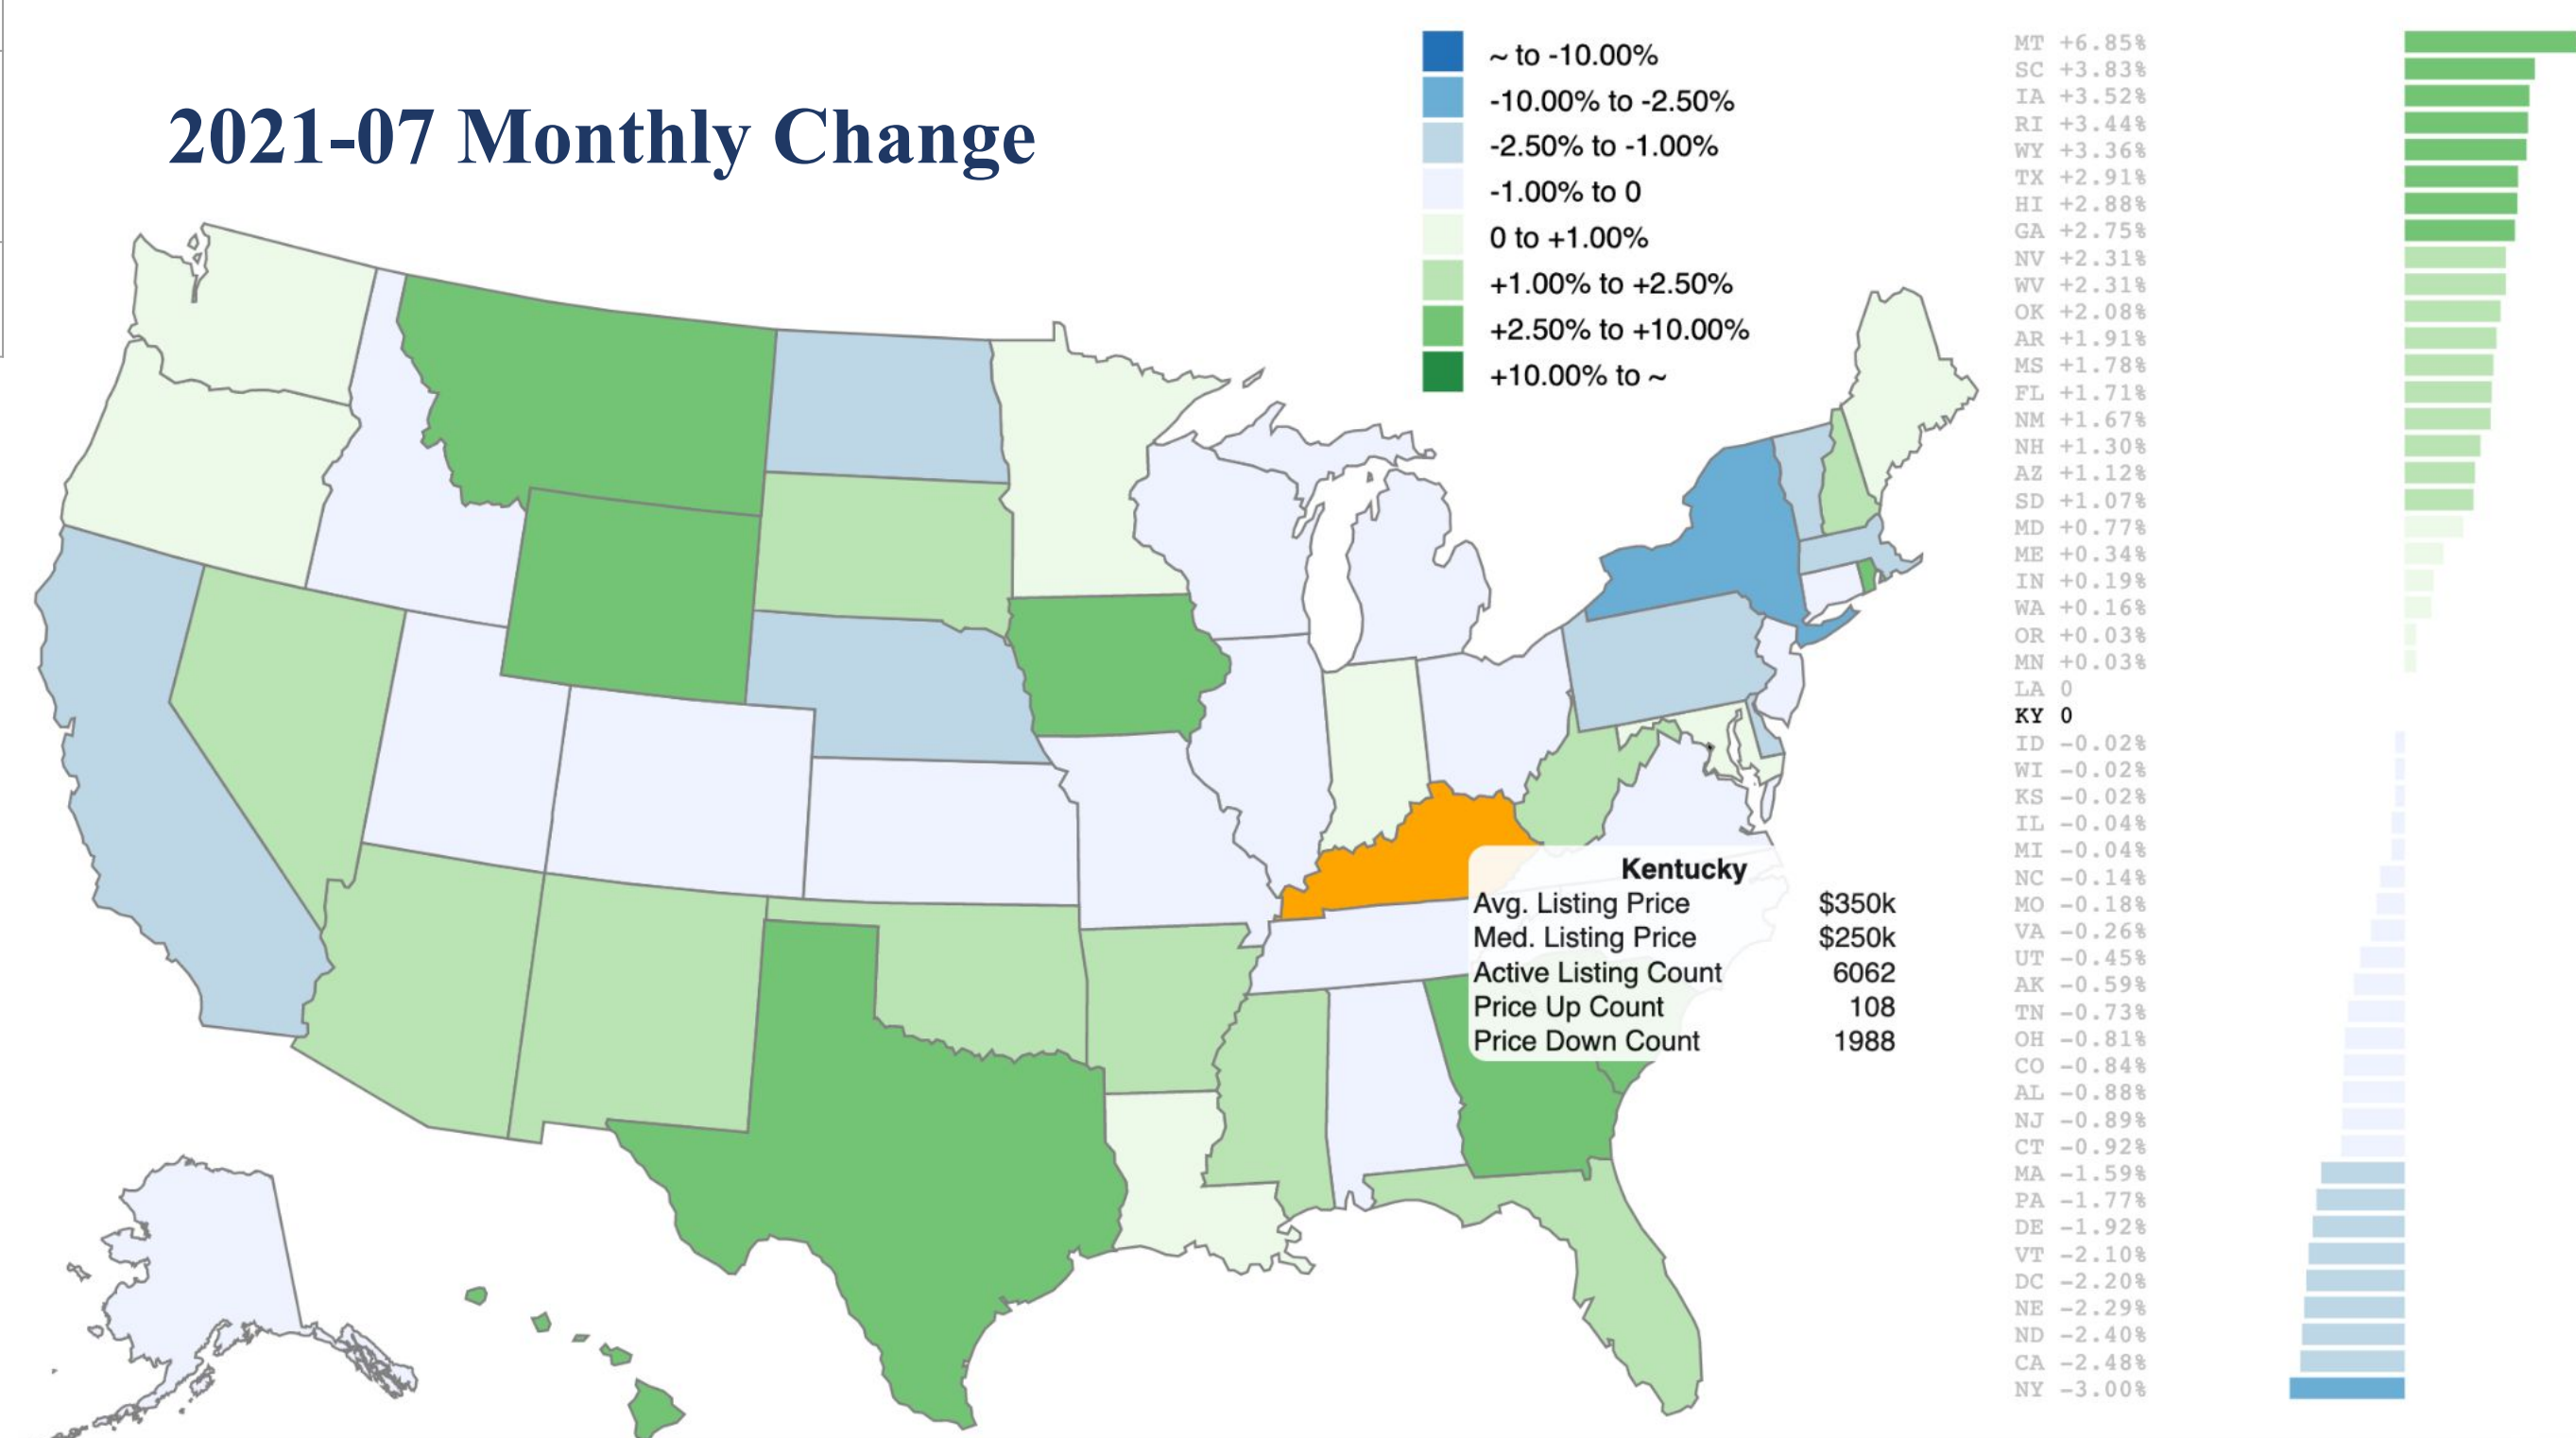 2021-07 Monthly Change
~ to -10.00%
-10.00% to -2.50%
-2.50% to -1.00%
-1.00% to 0
0 to +1.00%
+1.00% to +2.50%
+2.50% to +10.00%
+10.00% to ~
Kentucky
Avg. Listing Price $350k
Med. Listing Price $250k
Active Listing Count 6062
Price Up Count 108
Price Down Count 1988
MT +6.85%
SC +3.83%
IA +3.52%
RI +3.44%
WY +3.36%
TX +2.91%
HI +2.88%
GA +2.75%
NV +2.31%
WV +2.31%
OK +2.08%
AR +1.91%
MS +1.78%
FL +1.71%
NM +1.67%
NH +1.30%
AZ +1.12%
SD +1.07%
MD +0.77%
ME +0.34%
IN +0.19%
WA +0.16%
OR +0.03%
MN +0.03%
LA 0
KY 0
ID -0.02%
WI -0.02%
KS -0.02%
IL -0.04%
MI -0.04%
NC -0.14%
MO -0.18%
VA -0.26%
UT -0.45%
AK -0.59%
TN -0.73%
OH -0.81%
CO -0.84%
AL -0.88%
NJ -0.89%
CT -0.92%
MA -1.59%
PA -1.77%
DE -1.92%
VT -2.10%
DC -2.20%
NE -2.29%
ND -2.40%
CA -2.48%
NY -3.00%